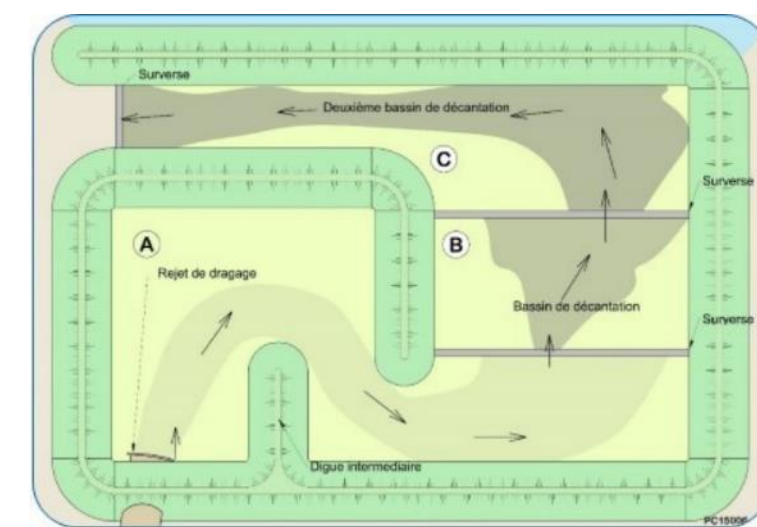 Surverse
Deuxième bassin de décantation
C
Surverse
A
B
Rejet de dragage
Bassin de décantation
Surverse
Digue intermédiaire
PC1500F